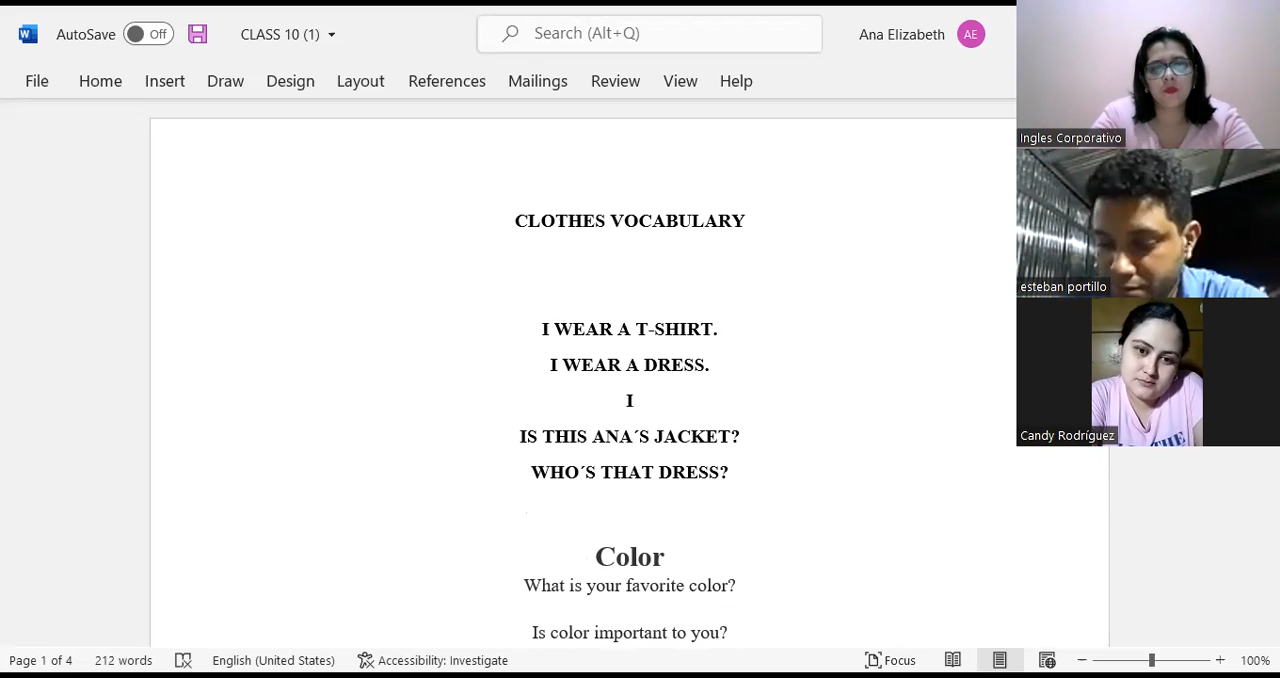 AutoSave Off CLASS 10 (1) Search (Alt+Q) Ana Elizabeth AE
File Home Insert Draw Design Layout References Mailings Review View Help
CLOTHES VOCABULARY
I WEAR A T-SHIRT.
I WEAR A DRESS.
I
IS THIS ANA´S JACKET?
WHO´S THAT DRESS?
Color
What is your favorite color?
Is color important to you?
Ingles Corporativo
esteban portillo
Candy Rodríguez
Page 1 of 4 212 words English (United States) Accessibility: Investigate Focus 100%